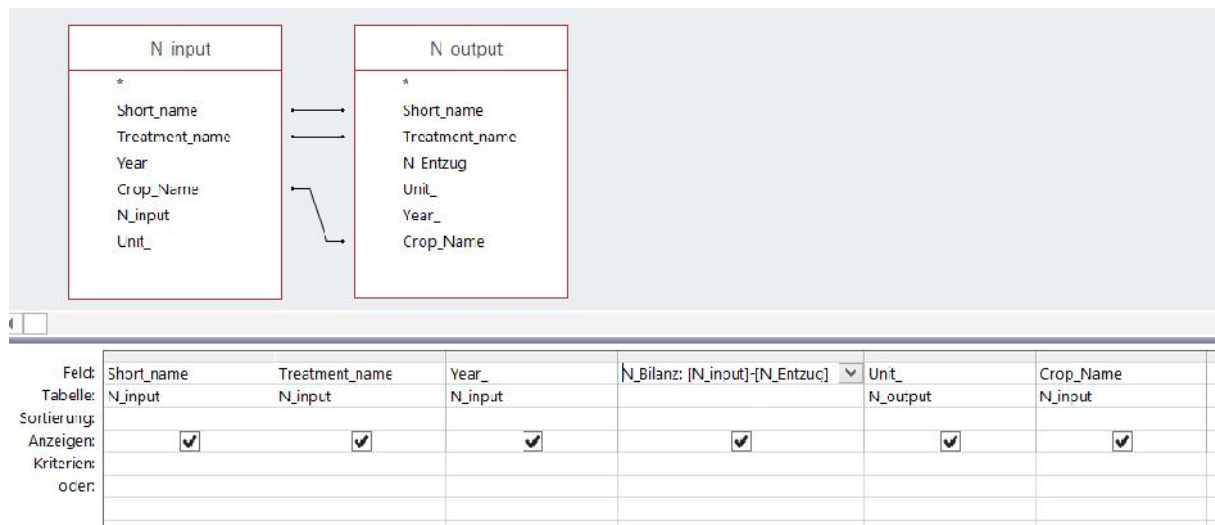 N input
*
Short_name
Treatment_name
Year
Crop_Name
N_input
Unit_
N output
*
Short_name
Treatment_name
N Entzug
Unit_
Year_
Crop_Name
Feld: Short_name Treatment_name Year_ N_Bilanz: [N_input]-[N_Entzug] Unit_ Crop_Name
Tabelle: N_input N_input N_input N_output N_input
Sortierung:
Anzeigen:
Kriterien:
oder: